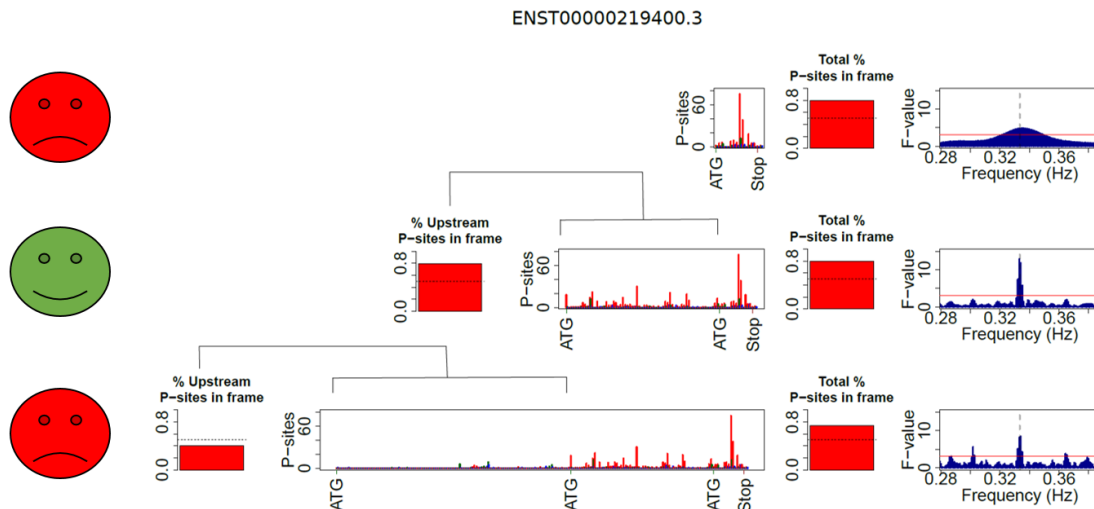 ENST00000219400.3
Total %
P−sites in frame
P−sites
0 60
ATG Stop
0.0 0.8
F−value
0 10
0.28 0.32 0.36
Frequency (Hz)
% Upstream
P−sites in frame
0.0 0.8
P−sites
0 60
ATG ATG Stop
Total %
P−sites in frame
0.0 0.8
F−value
0 10
0.28 0.32 0.36
Frequency (Hz)
% Upstream
P−sites in frame
0.0 0.8
P−sites
0 60
ATG ATG ATG Stop
Total %
P−sites in frame
0.0 0.8
F−value
0 10
0.28 0.32 0.36
Frequency (Hz)